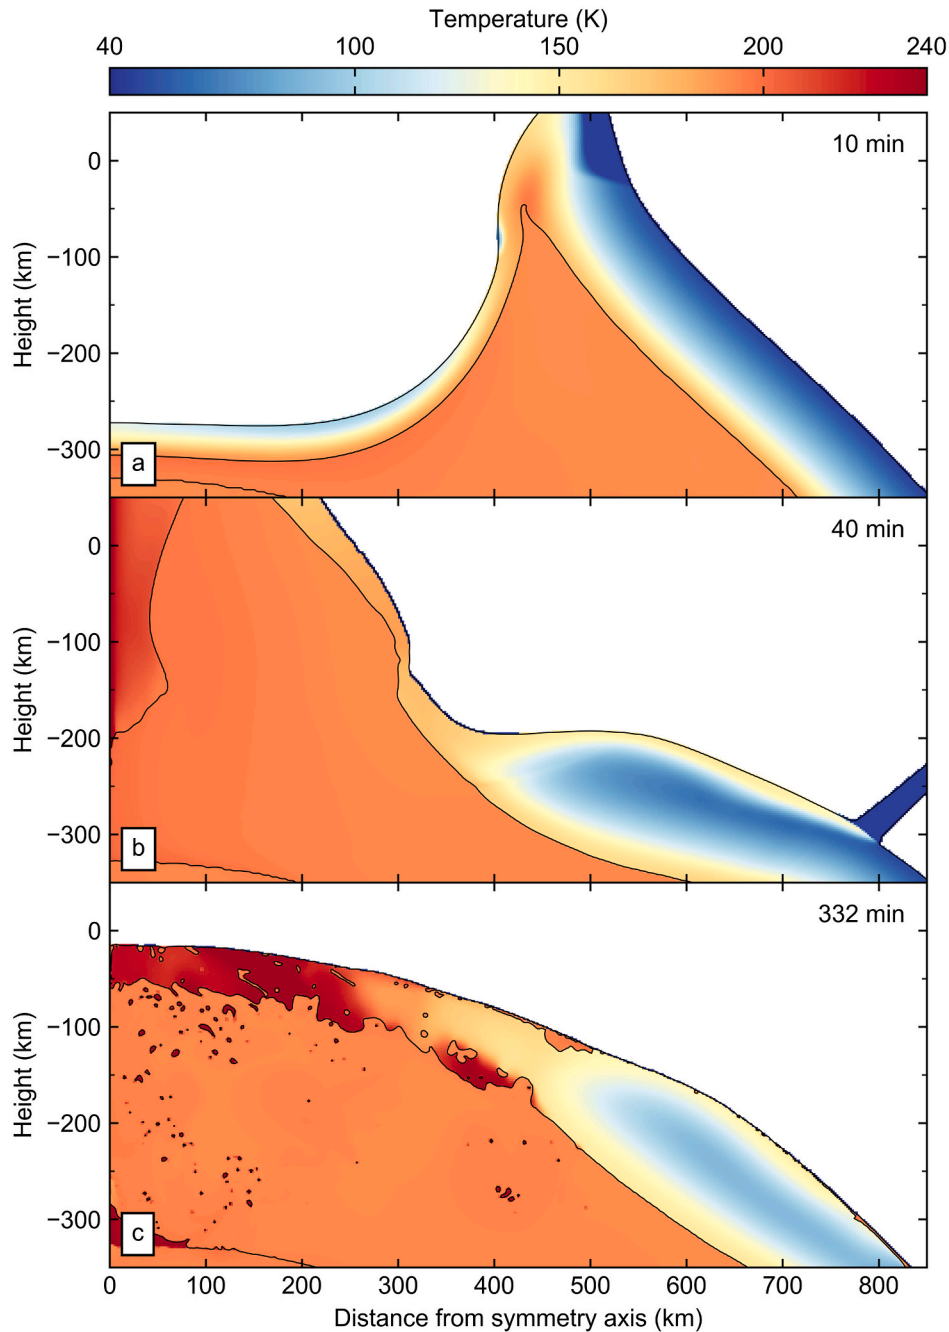 Temperature (K)
40 100 150 200 240
10 min
0
−100
−200
−300
Height (km)
a
40 min
0
−100
−200
−300
Height (km)
b
332 min
0
−100
−200
−300
Height (km)
c
0 100 200 300 400 500 600 700 800
Distance from symmetry axis (km)